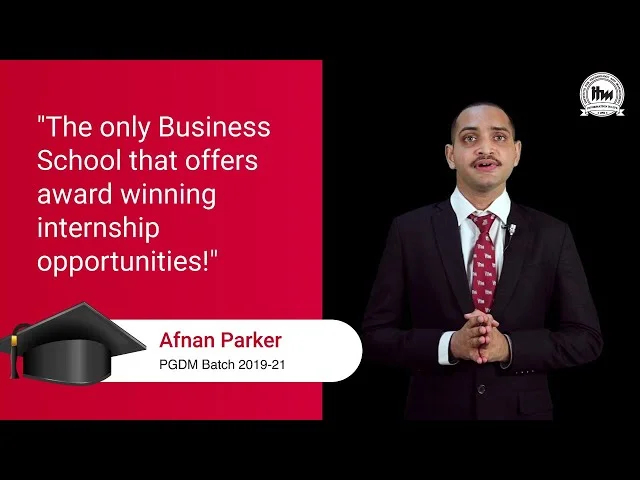 "The only Business
School that offers
award winning
internship
opportunities!"
Afnan Parker
PGDM Batch 2019-21
itm